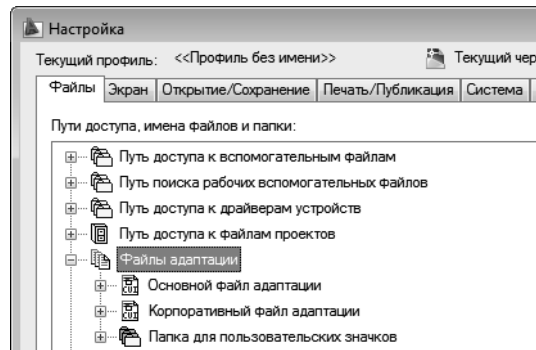 Настройка
Текущий профиль: <<Профиль без имени>> Текущий чер
Файлы Экран Открытие/Сохранение Печать/Публикация Система
Пути доступа, имена файлов и папки:
Путь доступа к вспомогательным файлам
Путь поиска рабочих вспомогательных файлов
Путь доступа к драйверам устройств
Путь доступа к файлам проектов
Файлы адаптации
Основной файл адаптации
Корпоративный файл адаптации
Папка для пользовательских значков